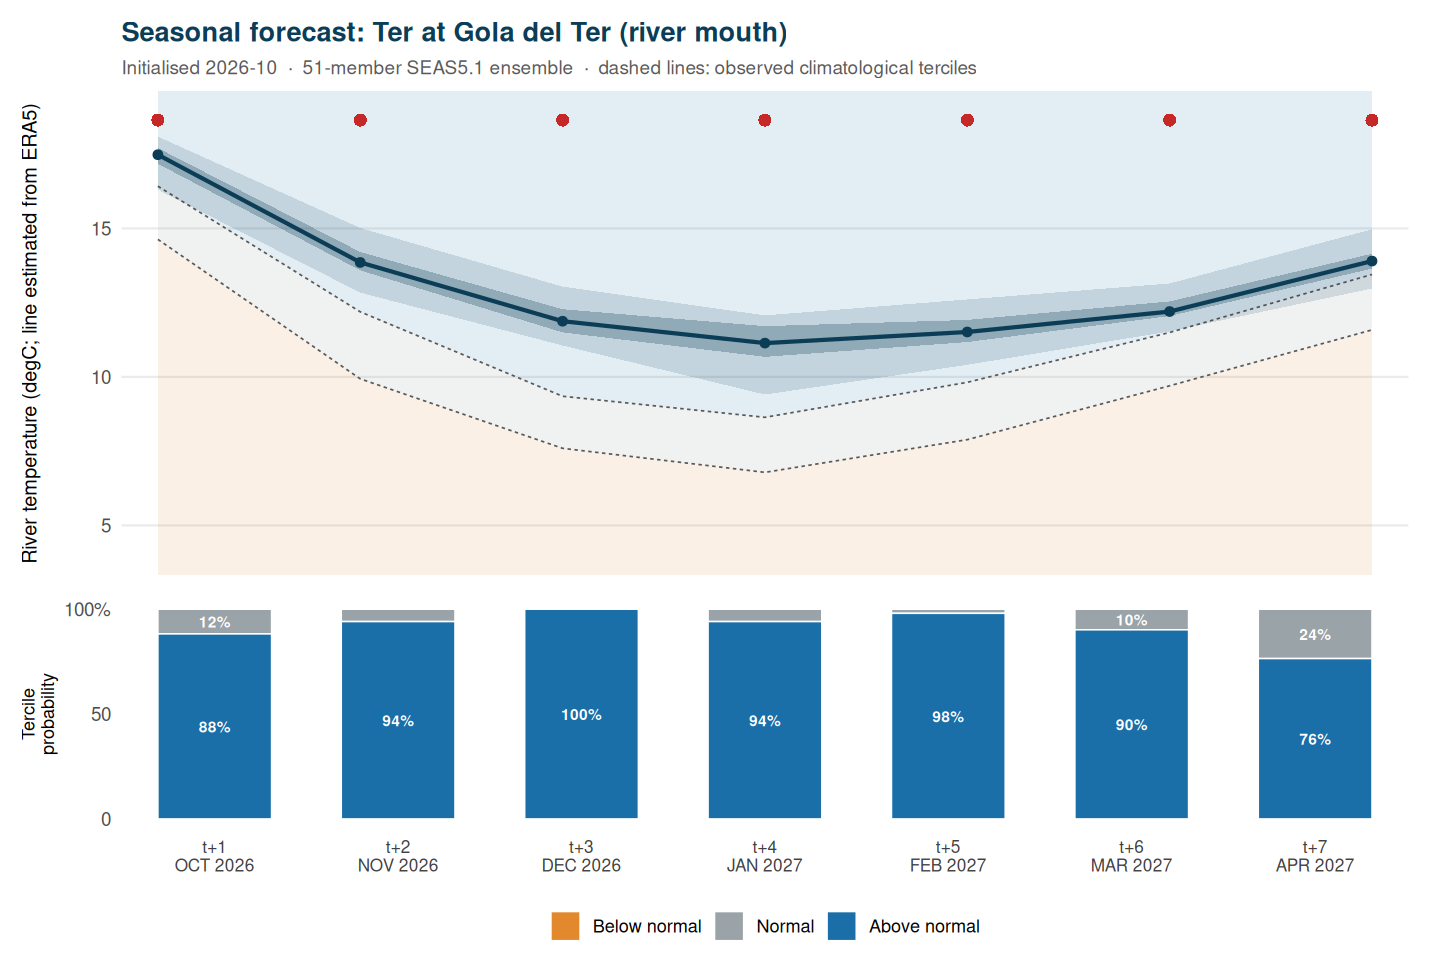 Seasonal forecast: Ter at Gola del Ter (river mouth)
Initialised 2026-10 · 51-member SEAS5.1 ensemble · dashed lines: observed climatological terciles
River temperature (degC; line estimated from ERA5)
15
10
5
Tercile
probability
100%
50
0
12%
10%
24%
88%
94%
100%
94%
98%
90%
76%
t+1
OCT 2026
t+2
NOV 2026
t+3
DEC 2026
t+4
JAN 2027
t+5
FEB 2027
t+6
MAR 2027
t+7
APR 2027
Below normal
Normal
Above normal